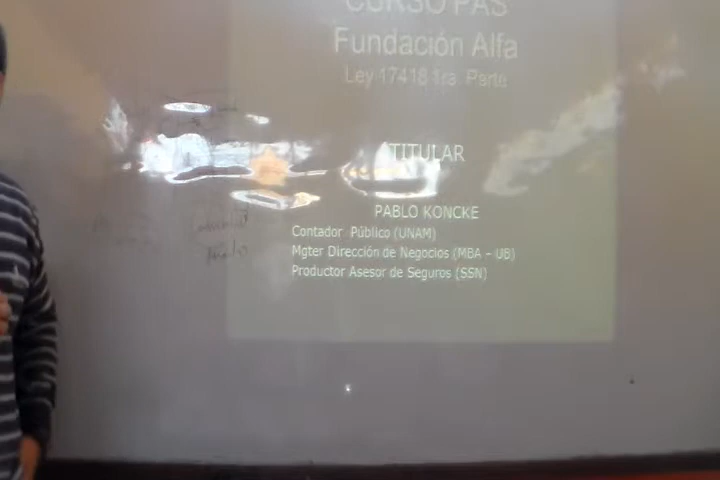 CURSO PAS
Fundación Alfa
Ley 17418 1ra. Parte
TITULAR
PABLO KONCKE
Contador Público (UNAM)
Mgter Dirección de Negocios (MBA – UB)
Productor Asesor de Seguros (SSN)